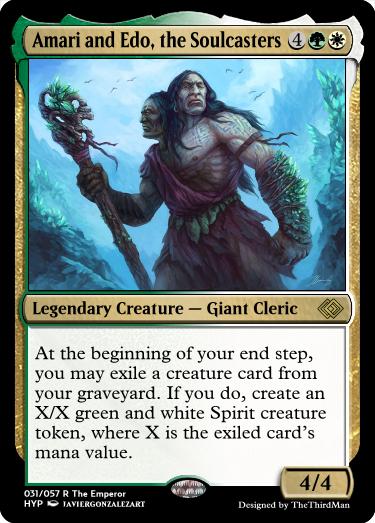 Amari and Edo, the Soulcasters 4
Legendary Creature — Giant Cleric
At the beginning of your end step,
you may exile a creature card from
your graveyard. If you do, create an
X/X green and white Spirit creature
token, where X is the exiled card's
mana value.
4/4
031/057 R The Emperor
HYP JAVIERGONZALEZART
Designed by TheThirdMan